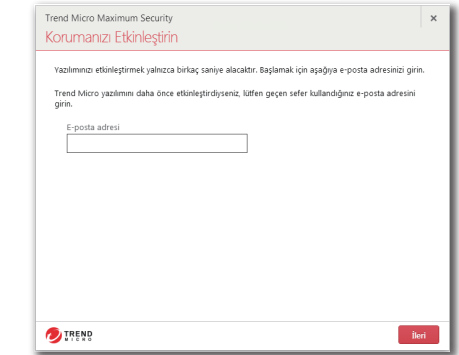 Trend Micro Maximum Security
Korumanızı Etkinleştirin
Yazılımınızı etkinleştirmek yalnızca birkaç saniye alacaktır. Başlamak için aşağıya e-posta adresinizi girin.
Trend Micro yazılımını daha önce etkinleştirdiyseniz, lütfen geçen sefer kullandığınız e-posta adresini
girin.
E-posta adresi
TREND
MICRO
İleri